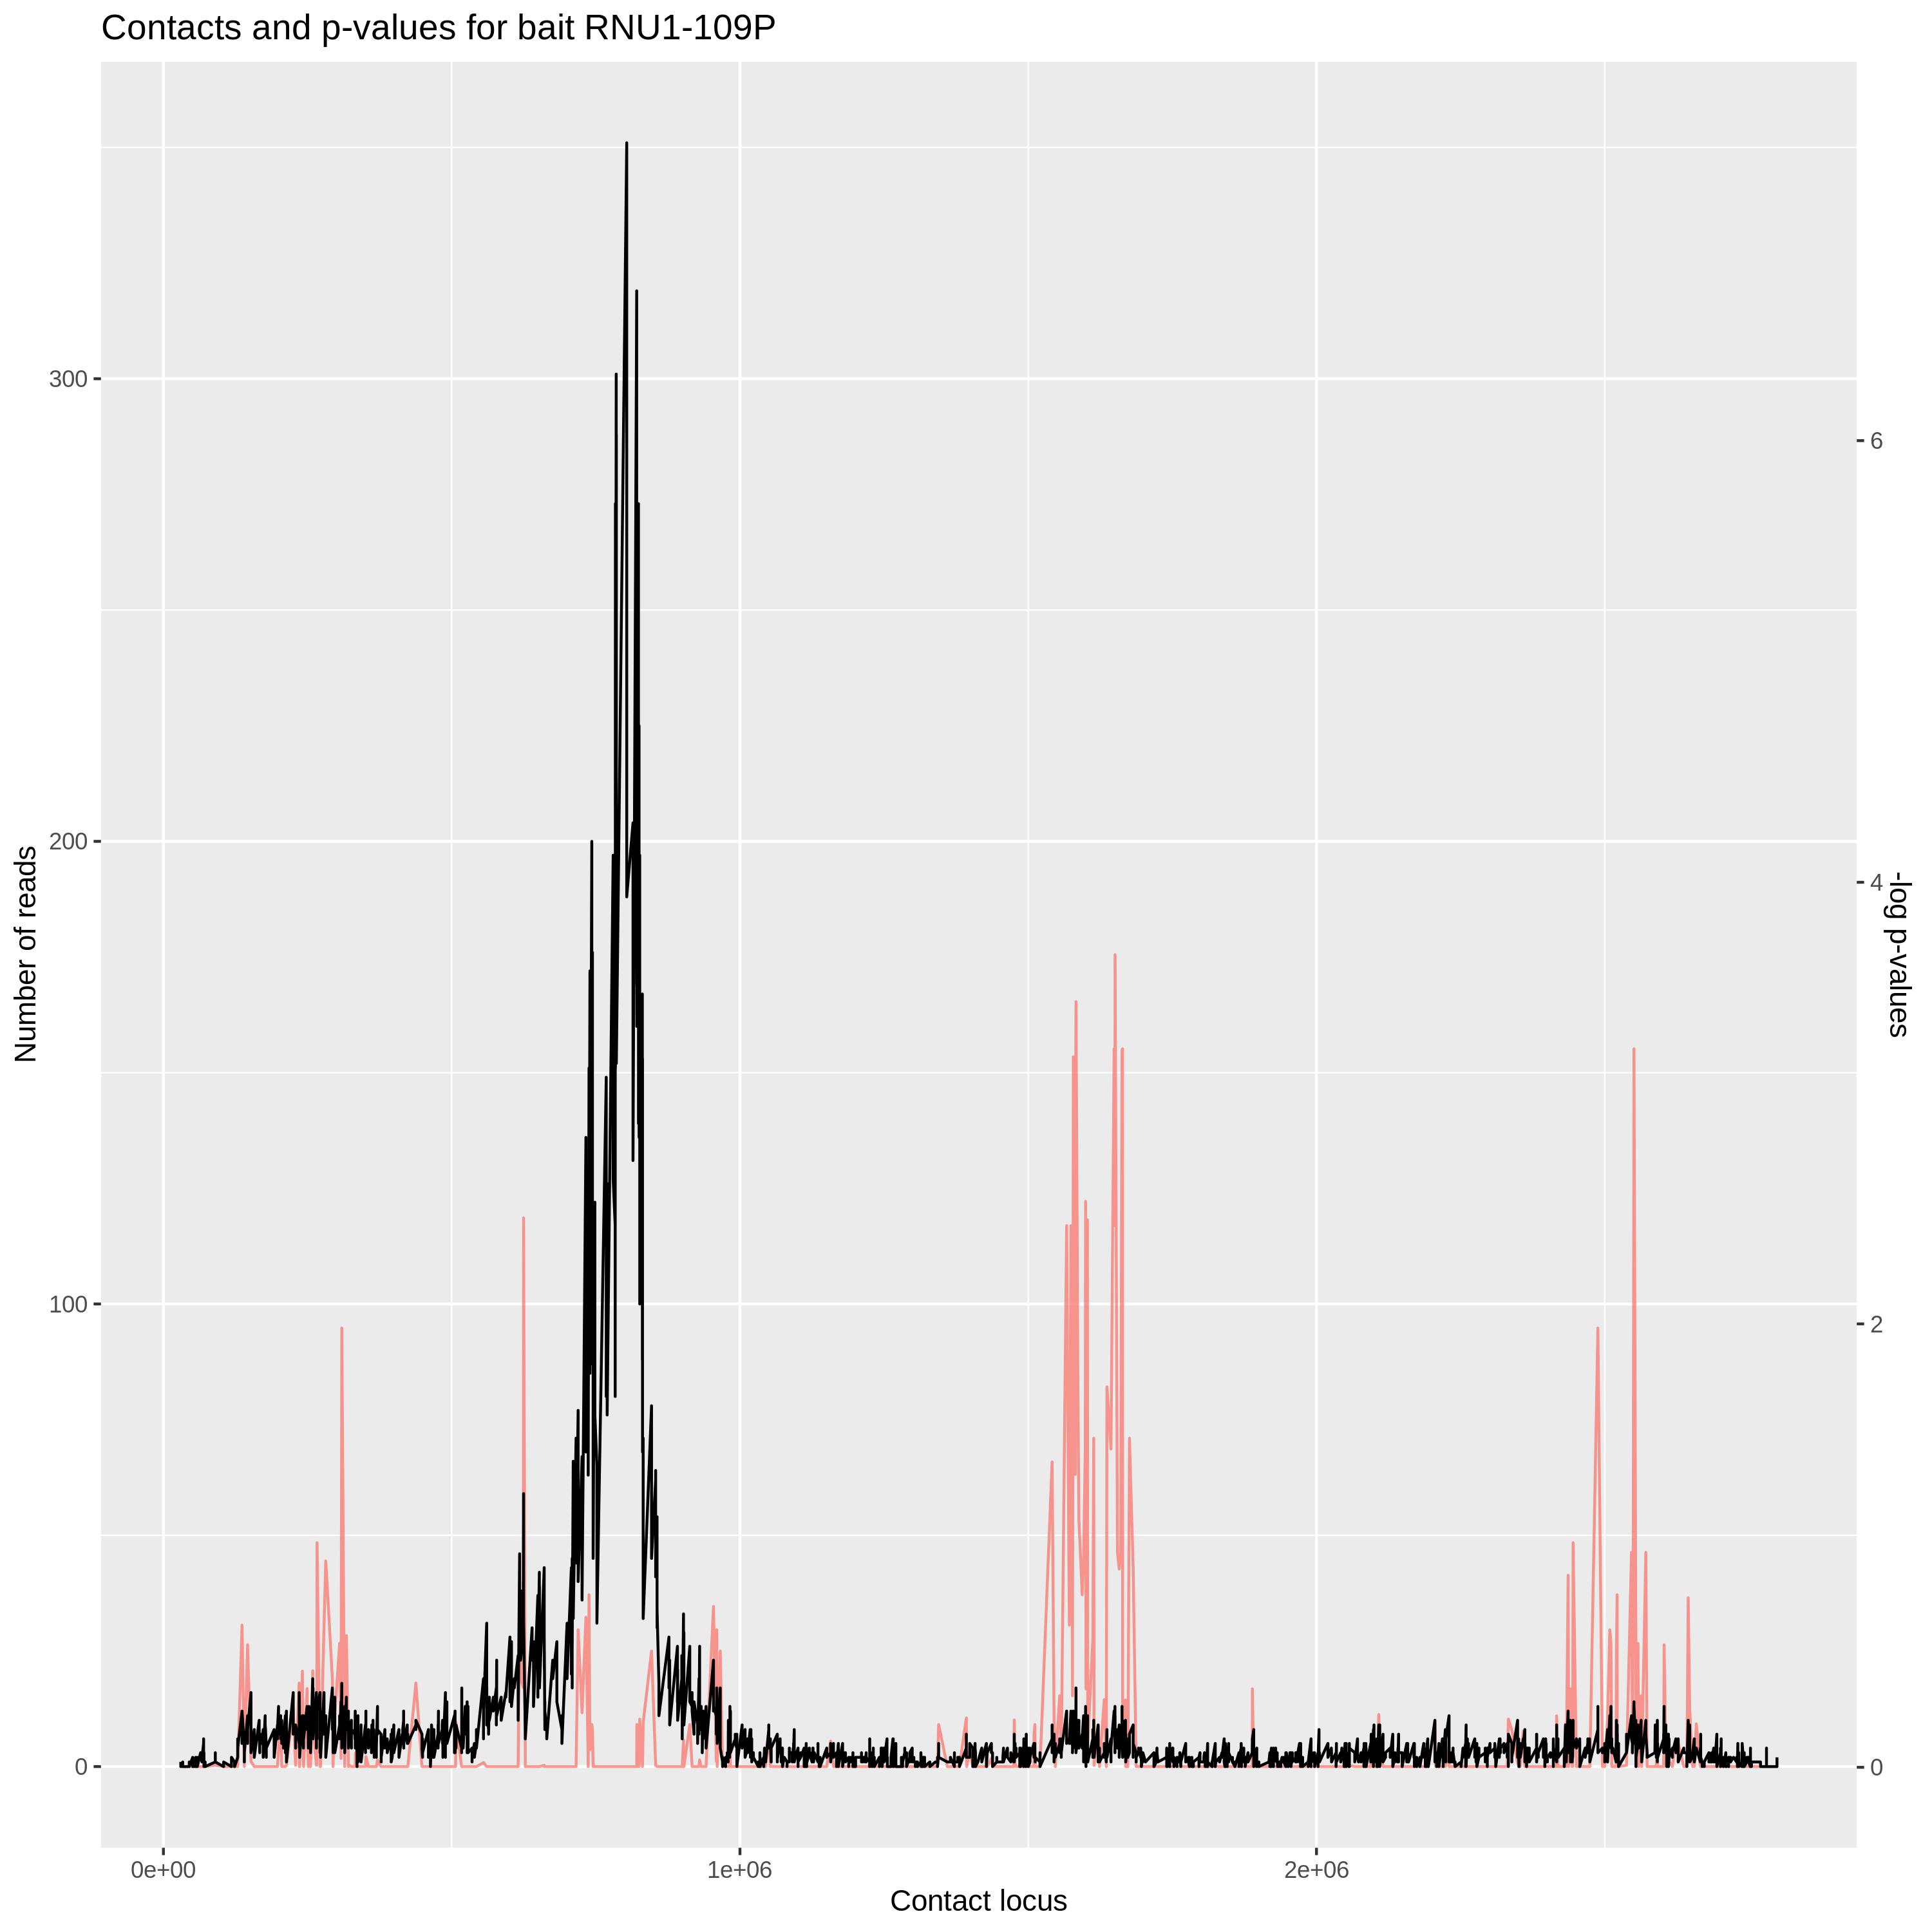 Contacts and p-values for bait RNU1-109P
300
200
100
0
Number of reads
6
4
2
0
-log p-values
0e+00
1e+06
2e+06
Contact locus